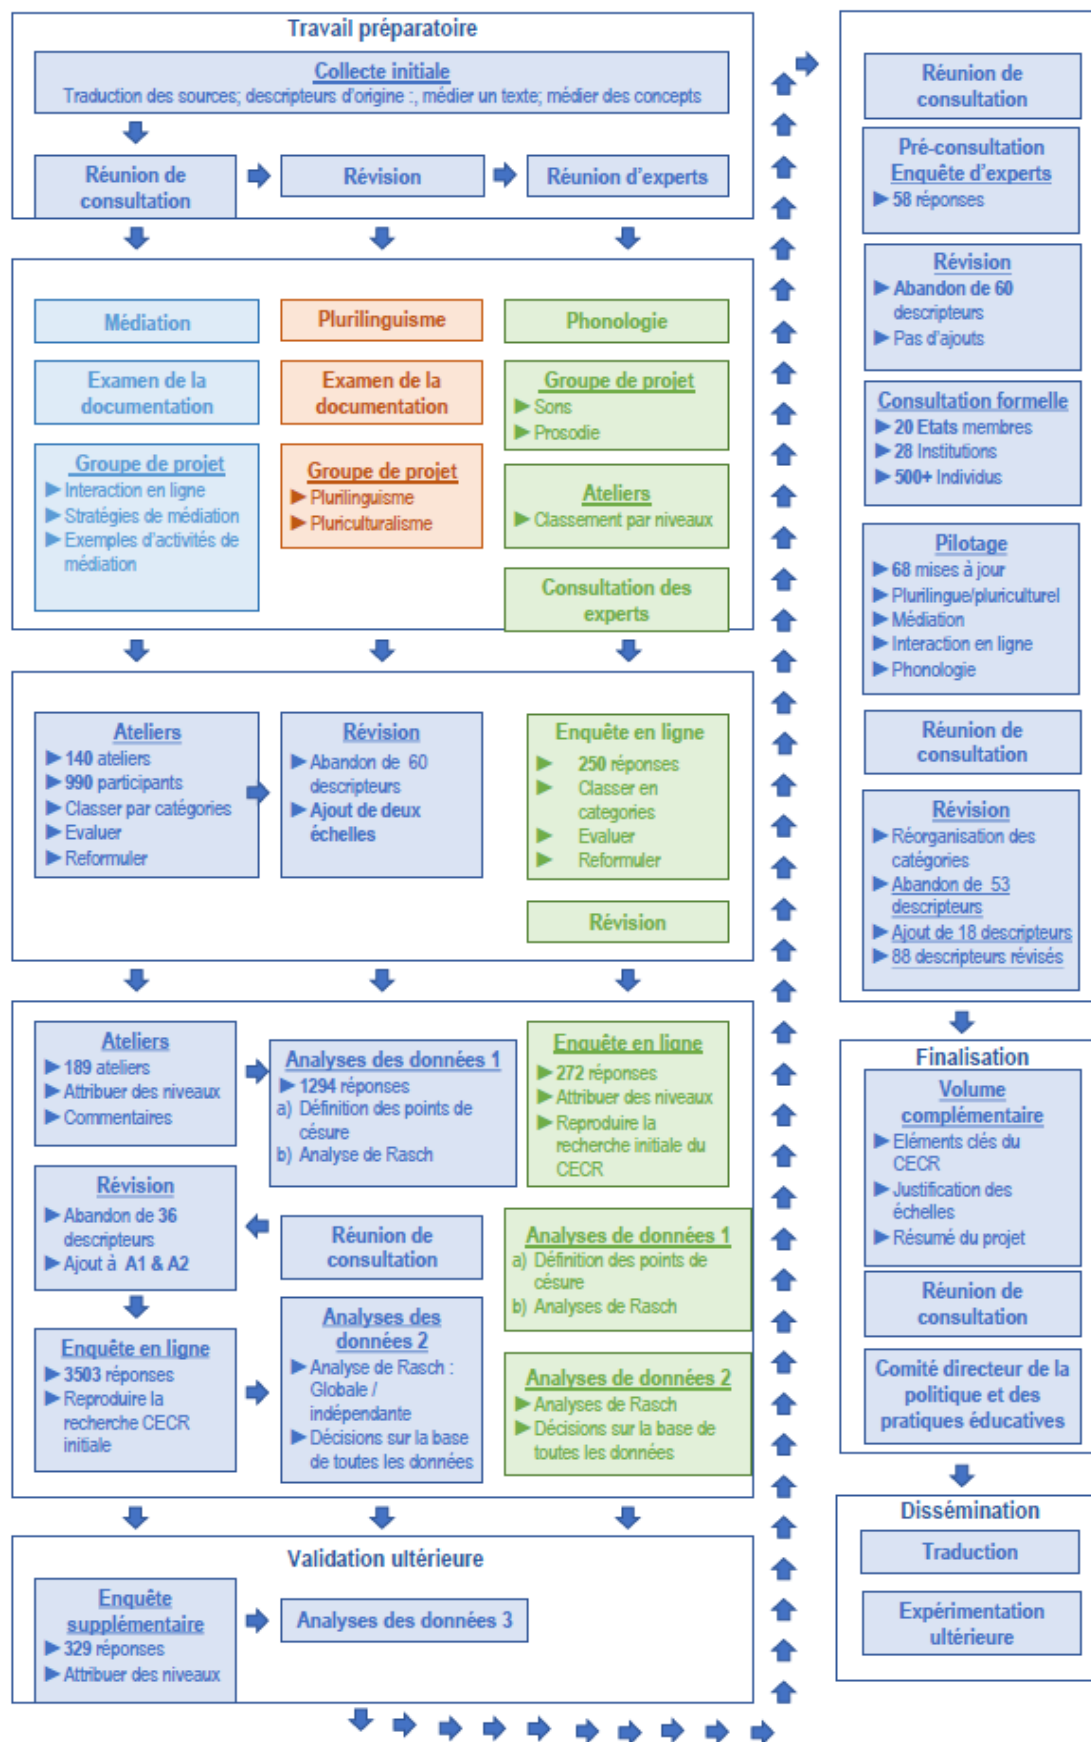 Travail préparatoire
Collecte initiale
Traduction des sources; descripteurs d'origine :, médier un texte; médier des concepts
Réunion de
consultation
Révision
Réunion d'experts
Médiation
Examen de la
documentation
Groupe de projet
► Interaction en ligne
► Stratégies de médiation
► Exemples d'activités de
médiation
Plurilinguisme
Examen de la
documentation
Groupe de projet
► Plurilinguisme
► Pluriculturalisme
Phonologie
Groupe de projet
► Sons
► Prosodie
Ateliers
► Classement par niveaux
Consultation des
experts
Ateliers
► 140 ateliers
► 990 participants
► Classer par catégories
► Evaluer
► Reformuler
Révision
► Abandon de 60
descripteurs
► Ajout de deux
échelles
Enquête en ligne
► 250 réponses
► Classer en
categories
► Evaluer
► Reformuler
Révision
Ateliers
► 189 ateliers
► Attribuer des niveaux
► Commentaires
Analyses des données 1
► 1294 réponses
a) Définition des points de
césure
b) Analyse de Rasch
Enquête en ligne
► 272 réponses
► Attribuer des niveaux
► Reproduire la
recherche initiale du
CECR
Révision
► Abandon de 36
descripteurs
► Ajout à A1 & A2
Réunion de
consultation
Analyses de données 1
a) Définition des points de
césure
b) Analyses de Rasch
Enquête en ligne
► 3503 réponses
► Reproduire la
recherche CECR
initiale
Analyses des
données 2
► Analyse de Rasch :
Globale /
indépendante
► Décisions sur la base
de toutes les données
Analyses de données 2
► Analyses de Rasch
► Décisions sur la base de
toutes les données
Validation ultérieure
Enquête
supplémentaire
► 329 réponses
► Attribuer des niveaux
Analyses des données 3
Réunion de
consultation
Pré-consultation
Enquête d'experts
► 58 réponses
Révision
► Abandon de 60
descripteurs
► Pas d'ajouts
Consultation formelle
► 20 Etats membres
► 28 Institutions
► 500+ Individus
Pilotage
► 68 mises à jour
► Plurilingue/pluriculturel
► Médiation
► Interaction en ligne
► Phonologie
Réunion de
consultation
Révision
► Réorganisation des
catégories
► Abandon de 53
descripteurs
► Ajout de 18 descripteurs
► 88 descripteurs révisés
Finalisation
Volume
complémentaire
► Eléments clés du
CECR
► Justification des
échelles
► Résumé du projet
Réunion de
consultation
Comité directeur de la
politique et des
pratiques éducatives
Dissémination
Traduction
Expérimentation
ultérieure